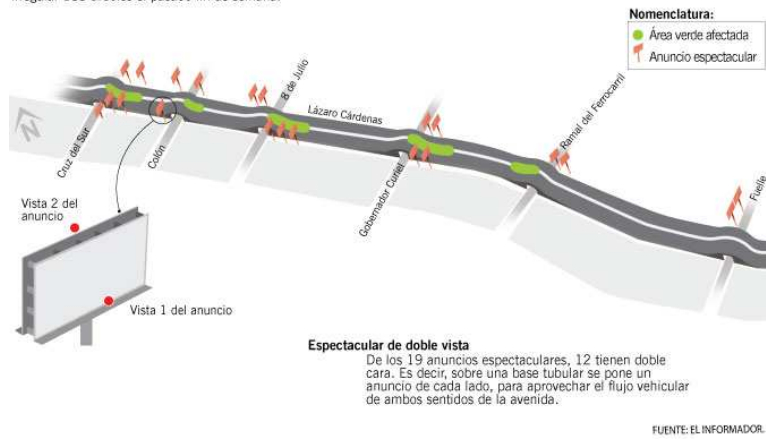 Nomenclatura:
Área verde afectada
Anuncio espectacular
8 de Julio
Lázaro Cárdenas
Ramal del Ferrocarril
Cruz del Sur
Colón
Gobernador Curiel
Fuelle
N
Vista 2 del
anuncio
Vista 1 del anuncio
Espectacular de doble vista
De los 19 anuncios espectaculares, 12 tienen doble
cara. Es decir, sobre una base tubular se pone un
anuncio de cada lado, para aprovechar el flujo vehicular
de ambos sentidos de la avenida.
FUENTE: EL INFORMADOR.